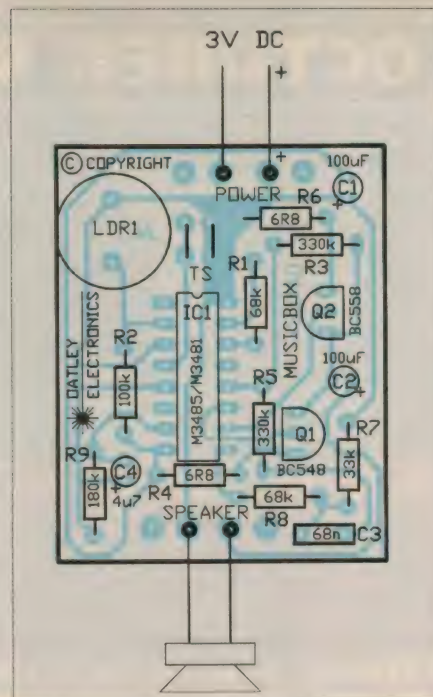 3V DC
+
© COPYRIGHT
+
100uF
POWER
C1
+
R6
6R8
LDR1
330k
R3
TS
R1
68k
IC1
MUSICBOX
Q2
BC558
OATLEY
ELECTRONICS
R2
100k
M3485/M3481
100uF
C2
+
R5
330k
Q1
BC548
R7
33k
R9
180k
C4
+
4u7
R4
6R8
68k
R8
SPEAKER
68n
C3